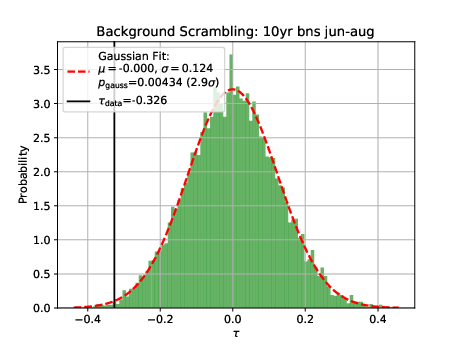 Background Scrambling: 10yr bns jun-aug
Gaussian Fit:
μ=-0.000, σ=0.124
p_gauss=0.00434 (2.9σ)
τ_data=-0.326
Probability
3.5
3.0
2.5
2.0
1.5
1.0
0.5
0.0
−0.4 −0.2 0.0 0.2 0.4
τ